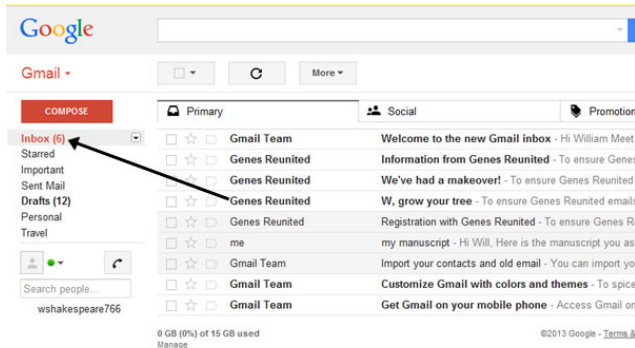 Google
Gmail
More
COMPOSE
Primary
Social
Promotion
Inbox (6)
Starred
Important
Sent Mail
Drafts (12)
Personal
Travel
Gmail Team Welcome to the new Gmail inbox - Hi William Meet
Genes Reunited Information from Genes Reunited - To ensure Genes
Genes Reunited We've had a makeover! - To ensure Genes Reunited
Genes Reunited W, grow your tree - To ensure Genes Reunited emails
Genes Reunited Registration with Genes Reunited - To ensure Genes R
me my manuscript - Hi Will, Here is the manuscript you as
Gmail Team Import your contacts and old email - You can import yo
Gmail Team Customize Gmail with colors and themes - To spice
Gmail Team Get Gmail on your mobile phone - Access Gmail on
Search people...
wshakespeare766
0 GB (0%) of 15 GB used
Manage
©2013 Google - Terms &